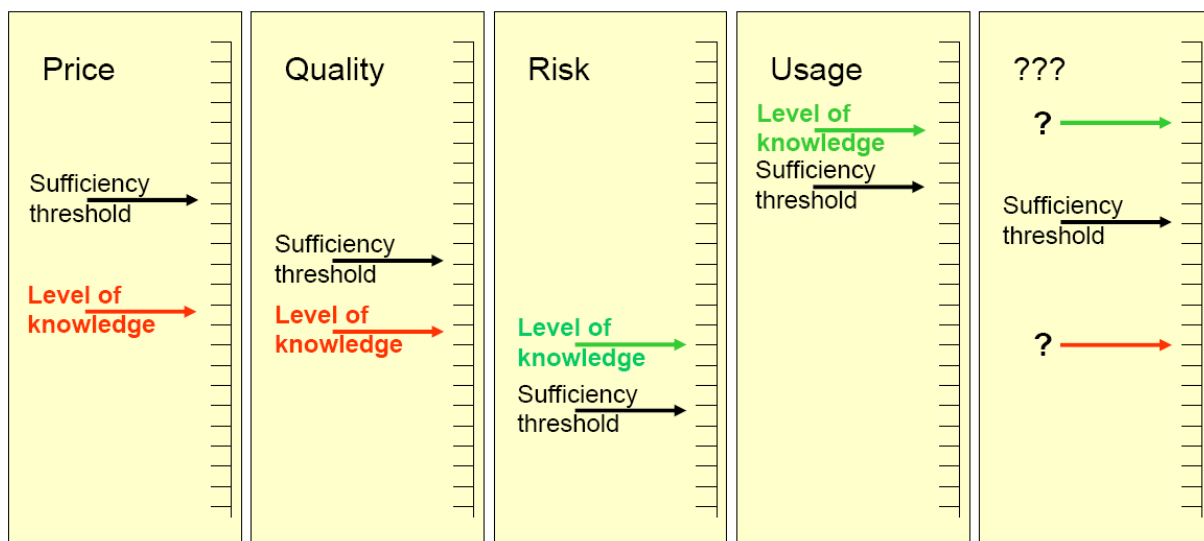 Price
Sufficiency
threshold
Level of
knowledge
Quality
Sufficiency
threshold
Level of
knowledge
Risk
Level of
knowledge
Sufficiency
threshold
Usage
Level of
knowledge
Sufficiency
threshold
???
?
Sufficiency
threshold
?